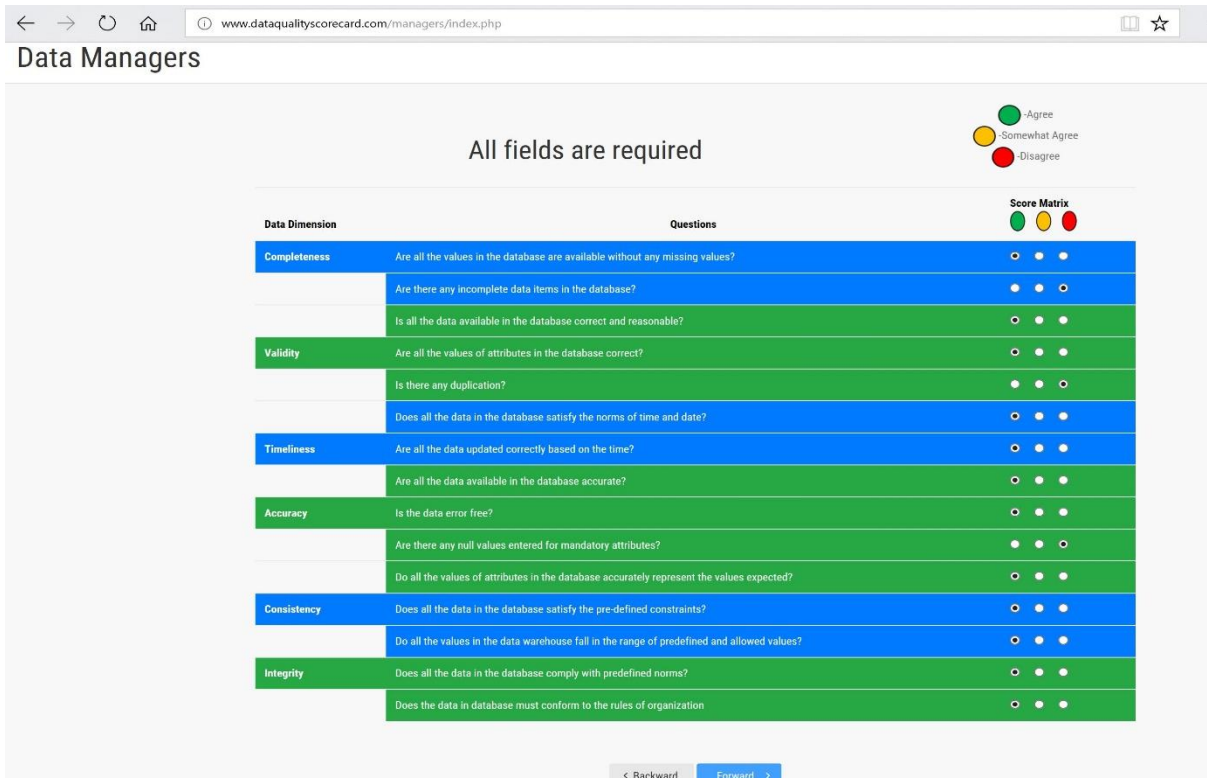 www.dataqualityscorecard.com/managers/index.php
Data Managers
-Agree
-Somewhat Agree
-Disagree
All fields are required
Score Matrix
Data Dimension Questions
Completeness Are all the values in the database are available without any missing values?
Are there any incomplete data items in the database?
Is all the data available in the database correct and reasonable?
Validity Are all the values of attributes in the database correct?
Is there any duplication?
Does all the data in the database satisfy the norms of time and date?
Timeliness Are all the data updated correctly based on the time?
Are all the data available in the database accurate?
Accuracy Is the data error free?
Are there any null values entered for mandatory attributes?
Do all the values of attributes in the database accurately represent the values expected?
Consistency Does all the data in the database satisfy the pre-defined constraints?
Do all the values in the data warehouse fall in the range of predefined and allowed values?
Integrity Does all the data in the database comply with predefined norms?
Does the data in database must conform to the rules of organization
< Backward Forward >